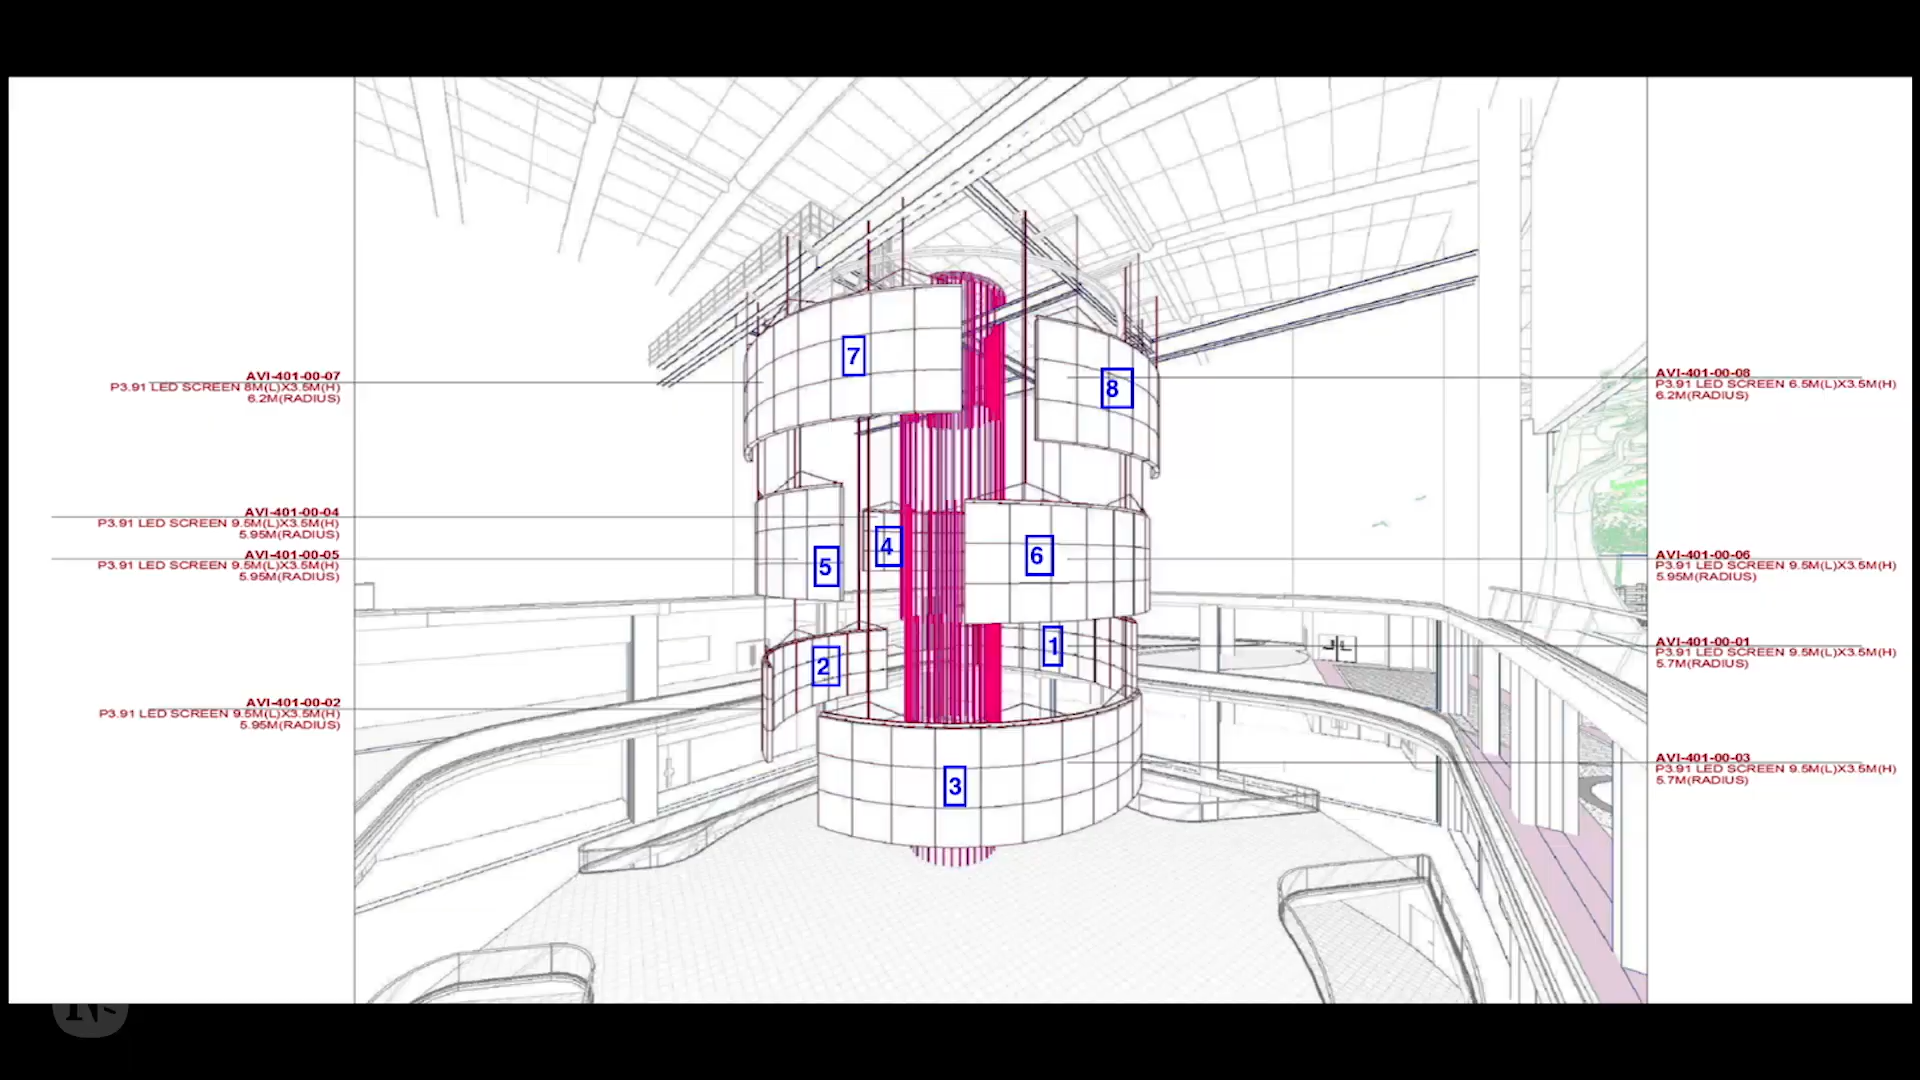 AVI-401-00-07
P3.91 LED SCREEN 8M(L)X3.5M(H)
6.2M(RADIUS)
AVI-401-00-04
P3.91 LED SCREEN 9.5M(L)X3.5M(H)
5.95M(RADIUS)
AVI-401-00-05
P3.91 LED SCREEN 9.5M(L)X3.5M(H)
5.95M(RADIUS)
AVI-401-00-02
P3.91 LED SCREEN 9.5M(L)X3.5M(H)
5.95M(RADIUS)
7
8
4
6
5
1
2
3
AVI-401-00-08
P3.91 LED SCREEN 6.5M(L)X3.5M(H)
6.2M(RADIUS)
AVI-401-00-06
P3.91 LED SCREEN 9.5M(L)X3.5M(H)
5.95M(RADIUS)
AVI-401-00-01
P3.91 LED SCREEN 9.5M(L)X3.5M(H)
5.7M(RADIUS)
AVI-401-00-03
P3.91 LED SCREEN 9.5M(L)X3.5M(H)
5.7M(RADIUS)